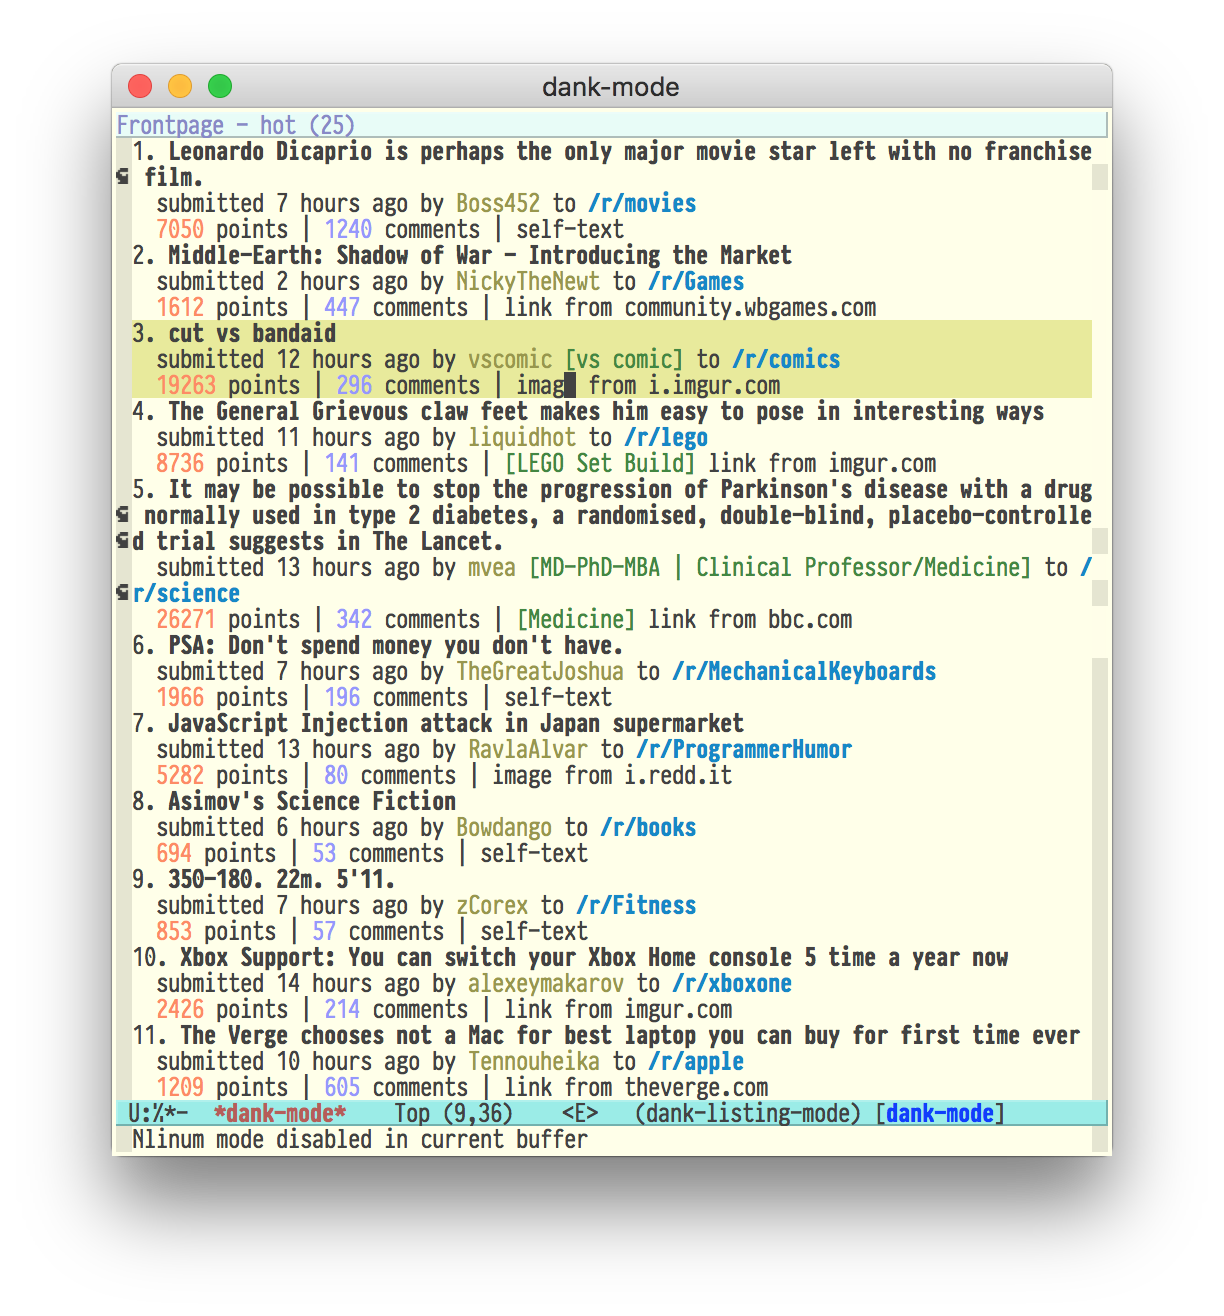 dank-mode
Frontpage - hot (25)
1. Leonardo Dicaprio is perhaps the only major movie star left with no franchise
film.
submitted 7 hours ago by Boss452 to /r/movies
7050 points | 1240 comments | self-text
2. Middle-Earth: Shadow of War - Introducing the Market
submitted 2 hours ago by NickyTheNewt to /r/Games
1612 points | 447 comments | link from community.wbgames.com
3. cut vs bandaid
submitted 12 hours ago by vscomic [vs comic] to /r/comics
19263 points | 296 comments | imag from i.imgur.com
4. The General Grievous claw feet makes him easy to pose in interesting ways
submitted 11 hours ago by liquidhot to /r/lego
8736 points | 141 comments | [LEGO Set Build] link from imgur.com
5. It may be possible to stop the progression of Parkinson's disease with a drug
normally used in type 2 diabetes, a randomised, double-blind, placebo-controlle
d trial suggests in The Lancet.
submitted 13 hours ago by mvea [MD-PhD-MBA | Clinical Professor/Medicine] to /
r/science
26271 points | 342 comments | [Medicine] link from bbc.com
6. PSA: Don't spend money you don't have.
submitted 7 hours ago by TheGreatJoshua to /r/MechanicalKeyboards
1966 points | 196 comments | self-text
7. JavaScript Injection attack in Japan supermarket
submitted 13 hours ago by RavlaAlvar to /r/ProgrammerHumor
5282 points | 80 comments | image from i.redd.it
8. Asimov's Science Fiction
submitted 6 hours ago by Bowdango to /r/books
694 points | 53 comments | self-text
9. 350-180. 22m. 5'11.
submitted 7 hours ago by zCorex to /r/Fitness
853 points | 57 comments | self-text
10. Xbox Support: You can switch your Xbox Home console 5 time a year now
submitted 14 hours ago by alexeymakarov to /r/xboxone
2426 points | 214 comments | link from imgur.com
11. The Verge chooses not a Mac for best laptop you can buy for first time ever
submitted 10 hours ago by Tennouheika to /r/apple
1209 points | 605 comments | link from theverge.com
U:%*- *dank-mode* Top (9,36) <E> (dank-listing-mode) [dank-mode]
Nlinum mode disabled in current buffer